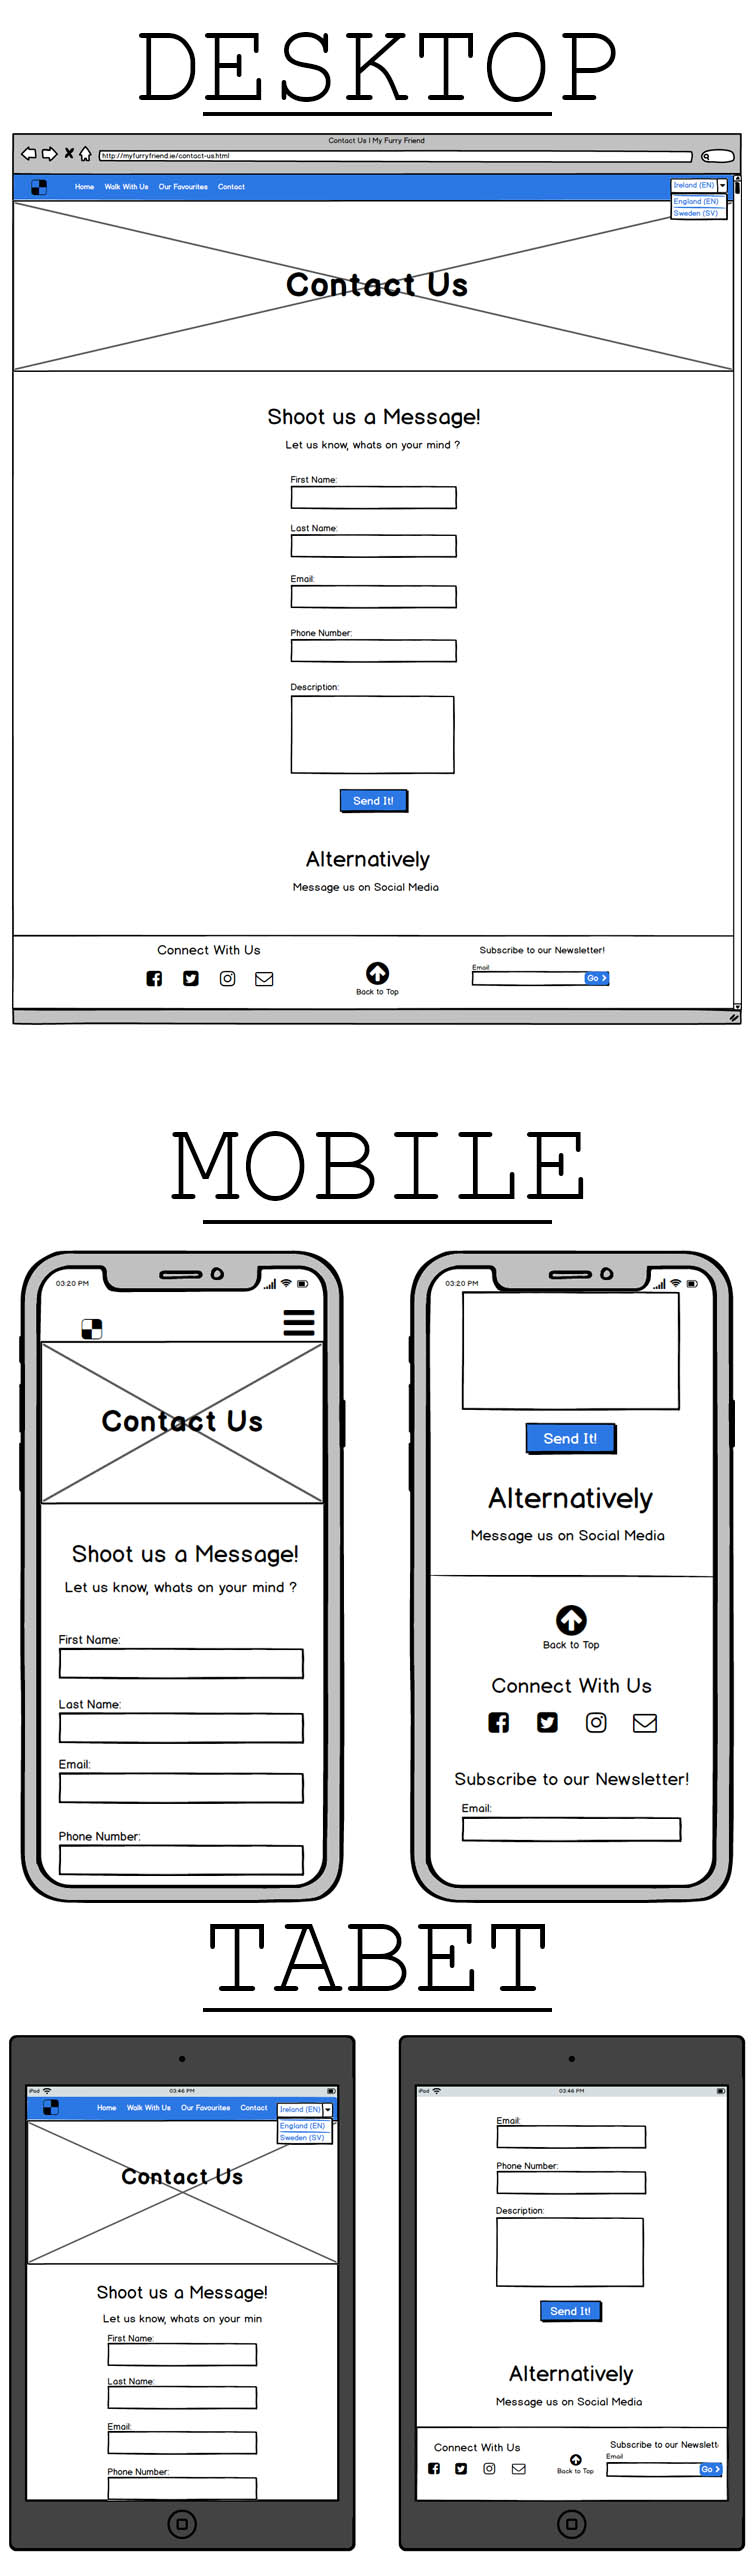 DESKTOP
Contact Us | My Furry Friend
http://myfurryfriend.ie/contact-us.html
Home Walk With Us Our Favourites Contact Ireland (EN)
England (EN)
Sweden (SV)
Contact Us
Shoot us a Message!
Let us know, whats on your mind ?
First Name:
Last Name:
Email:
Phone Number:
Description:
Send It!
Alternatively
Message us on Social Media
Connect With Us
Back to Top
Subscribe to our Newsletter!
Email
Go
MOBILE
03:20 PM
Contact Us
Shoot us a Message!
Let us know, whats on your mind ?
First Name:
Last Name:
Email:
Phone Number:
03:20 PM
Send It!
Alternatively
Message us on Social Media
Back to Top
Connect With Us
Subscribe to our Newsletter!
Email:
TABET
iPod 03:46 PM
Home Walk With Us Our Favourites Contact Ireland (EN)
England (EN)
Sweden (SV)
Contact Us
Shoot us a Message!
Let us know, whats on your min
First Name:
Last Name:
Email:
Phone Number:
iPod 03:46 PM
Email:
Phone Number:
Description:
Send It!
Alternatively
Message us on Social Media
Connect With Us
Back to Top
Subscribe to our Newslett
Email
Go